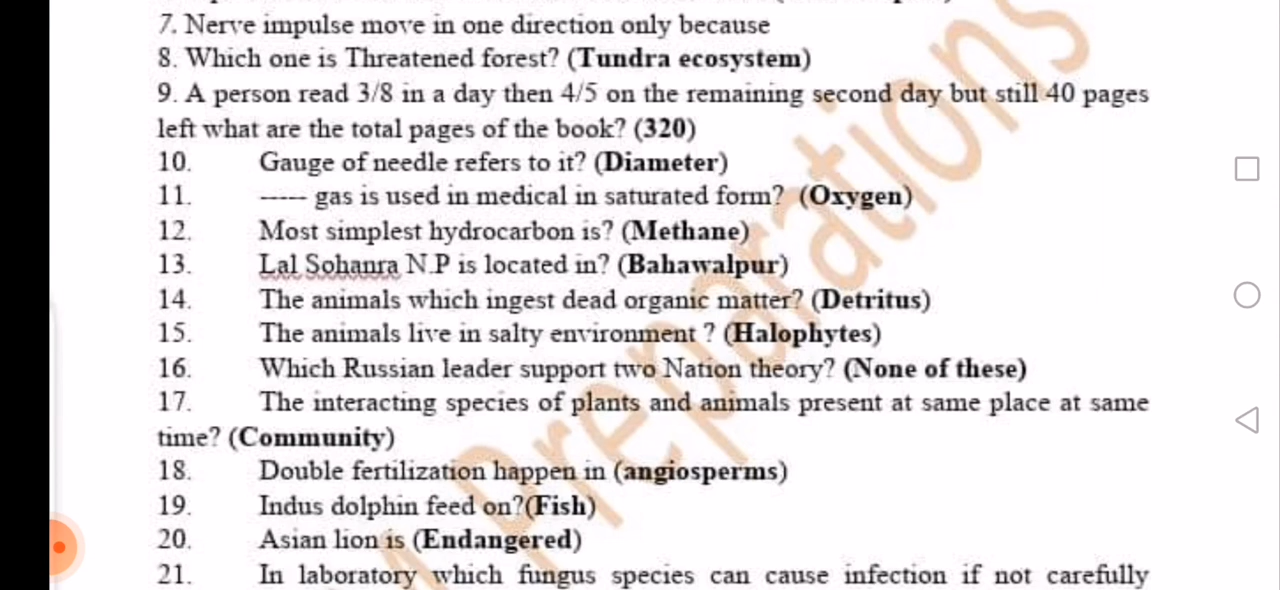 7. Nerve impulse move in one direction only because
8. Which one is Threatened forest? (Tundra ecosystem)
9. A person read 3/8 in a day then 4/5 on the remaining second day but still 40 pages
left what are the total pages of the book? (320)
10. Gauge of needle refers to it? (Diameter)
11. ----- gas is used in medical in saturated form? (Oxygen)
12. Most simplest hydrocarbon is? (Methane)
13. Lal Sohanra N.P is located in? (Bahawalpur)
14. The animals which ingest dead organic matter? (Detritus)
15. The animals live in salty environment ? (Halophytes)
16. Which Russian leader support two Nation theory? (None of these)
17. The interacting species of plants and animals present at same place at same
time? (Community)
18. Double fertilization happen in (angiosperms)
19. Indus dolphin feed on?(Fish)
20. Asian lion is (Endangered)
21. In laboratory which fungus species can cause infection if not carefully
Preparations